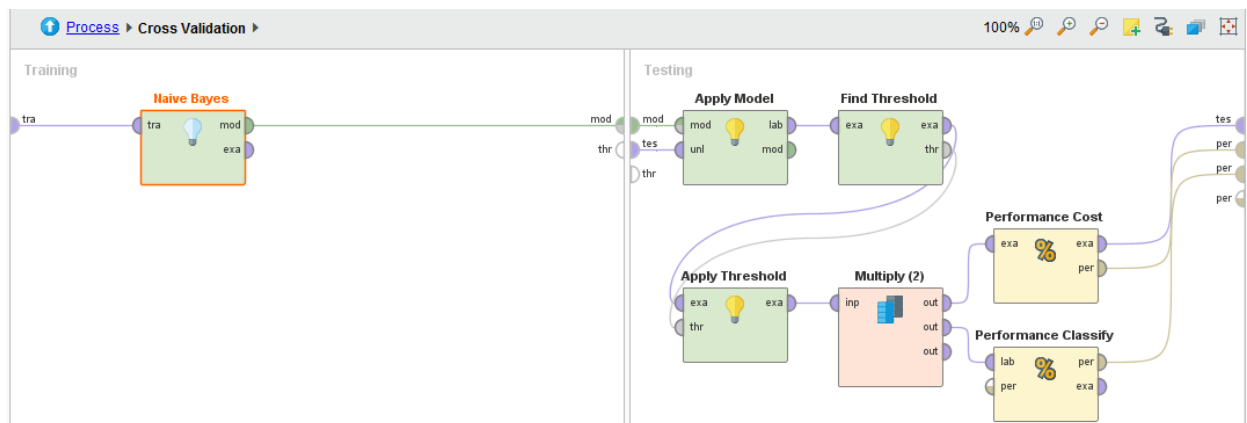 Process Cross Validation
100%
Training
Testing
Naive Bayes
tra
tra
mod
exa
mod
thr
mod
tes
thr
Apply Model
mod
lab
unl
mod
Find Threshold
exa
exa
thr
tes
per
per
per
Performance Cost
exa
exa
per
Apply Threshold
exa
exa
thr
Multiply (2)
inp
out
out
out
Performance Classify
lab
per
per
exa